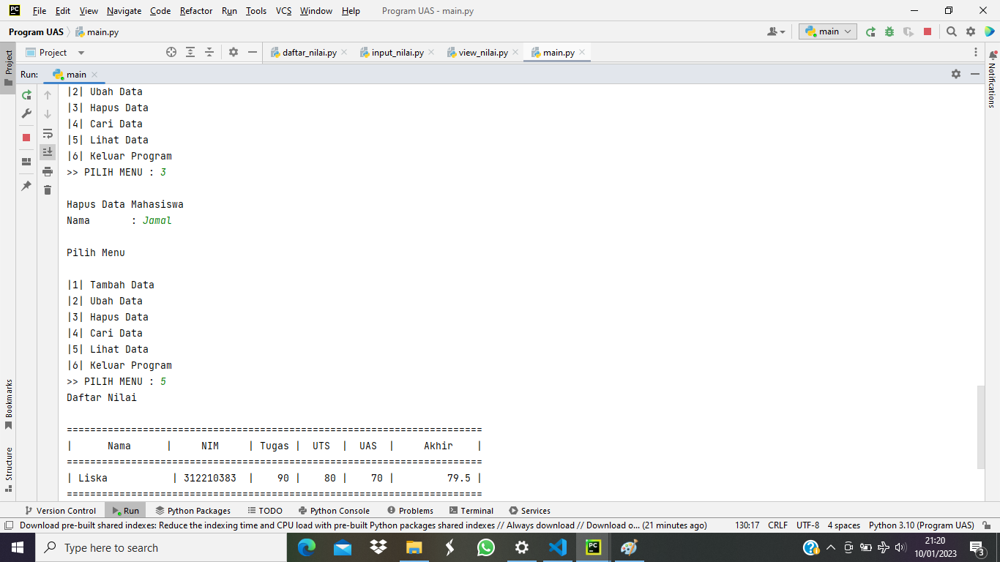 File Edit View Navigate Code Refactor Run Tools VCS Window Help Program UAS - main.py
Program UAS main.py main
Project daftar_nilai.py input_nilai.py view_nilai.py main.py
Project
Notifications
Run: main
|2| Ubah Data
|3| Hapus Data
|4| Cari Data
|5| Lihat Data
|6| Keluar Program
>> PILIH MENU : 3
Hapus Data Mahasiswa
Nama       : Jamal
Pilih Menu
|1| Tambah Data
|2| Ubah Data
|3| Hapus Data
|4| Cari Data
|5| Lihat Data
|6| Keluar Program
>> PILIH MENU : 5
Daftar Nilai
=======================================================================
|      Nama      |     NIM     | Tugas |  UTS  |  UAS  |     Akhir    |
=======================================================================
| Liska           | 312210383  |    90 |    80 |    70 |         79.5 |
=======================================================================
Bookmarks
Structure
Version Control Run Python Packages TODO Python Console Problems Terminal Services
Download pre-built shared indexes: Reduce the indexing time and CPU load with pre-built Python packages shared indexes // Always download // Download o... (21 minutes ago) 130:17 CRLF UTF-8 4 spaces Python 3.10 (Program UAS)
Type here to search
21:20
10/01/2023
3